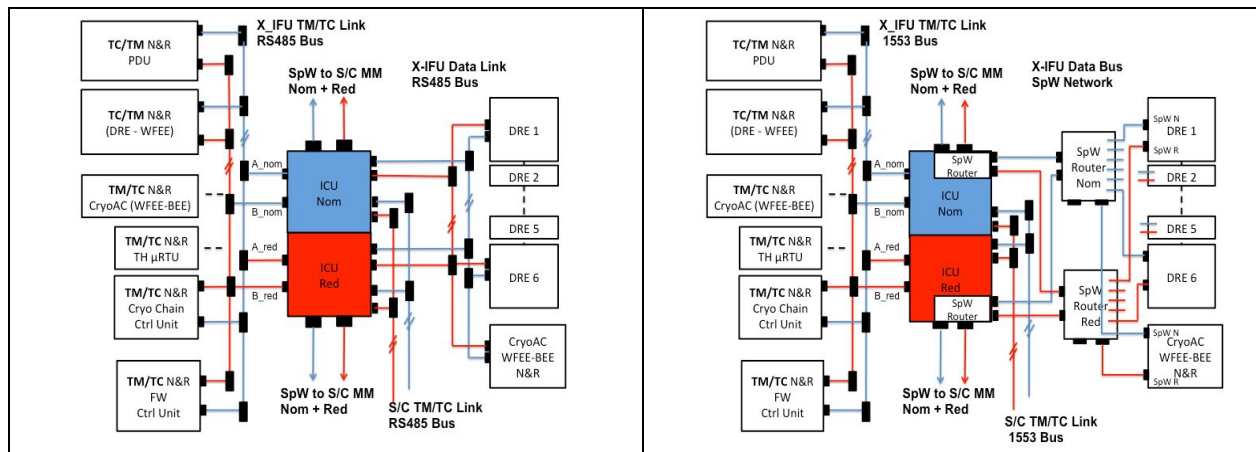 X_IFU TM/TC Link
RS485 Bus
TC/TM N&R
PDU
SpW to S/C MM
Nom + Red
X-IFU Data Link
RS485 Bus
TC/TM N&R
(DRE - WFEE)
DRE 1
A_nom
ICU
Nom
DRE 2
TM/TC N&R
CryoAC (WFEE-BEE)
B_nom
DRE 5
TM/TC N&R
TH μRTU
A_red
ICU
Red
DRE 6
TM/TC N&R
Cryo Chain
Ctrl Unit
B_red
CryoAC
WFEE-BEE
N&R
TM/TC N&R
FW
Ctrl Unit
SpW to S/C MM
Nom + Red
S/C TM/TC Link
RS485 Bus
X_IFU TM/TC Link
1553 Bus
TC/TM N&R
PDU
SpW to S/C MM
Nom + Red
X-IFU Data Bus
SpW Network
TC/TM N&R
(DRE - WFEE)
SpW N
DRE 1
SpW R
SpW
Router
Nom
A_nom
SpW
Router
ICU
Nom
DRE 2
TM/TC N&R
CryoAC (WFEE-BEE)
B_nom
DRE 5
TM/TC N&R
TH μRTU
A_red
ICU
Red
DRE 6
TM/TC N&R
Cryo Chain
Ctrl Unit
B_red
SpW
Router
SpW
Router
Red
SpW N
CryoAC
WFEE-BEE
N&R
SpW R
TM/TC N&R
FW
Ctrl Unit
SpW to S/C MM
Nom + Red
S/C TM/TC Link
1553 Bus